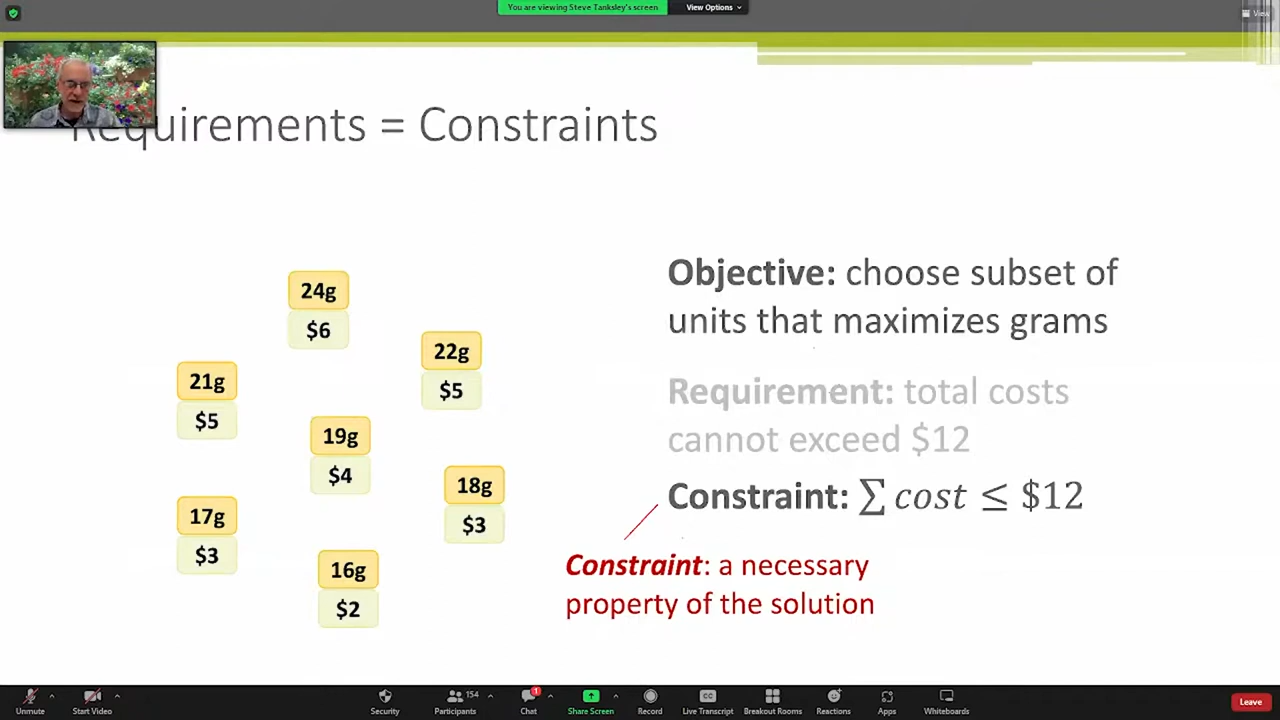 You are viewing Steve Tanksley's screen
View Options
View
Requirements = Constraints
24g
$6
22g
$5
21g
$5
19g
$4
18g
$3
17g
$3
16g
$2
Objective: choose subset of
units that maximizes grams
Requirement: total costs
cannot exceed $12
Constraint: ∑ cost ≤ $12
Constraint: a necessary
property of the solution
Unmute
Start Video
Security
154
Participants
1
Chat
Share Screen
Record
CC
Live Transcript
Breakout Rooms
Reactions
Apps
Whiteboards
Leave